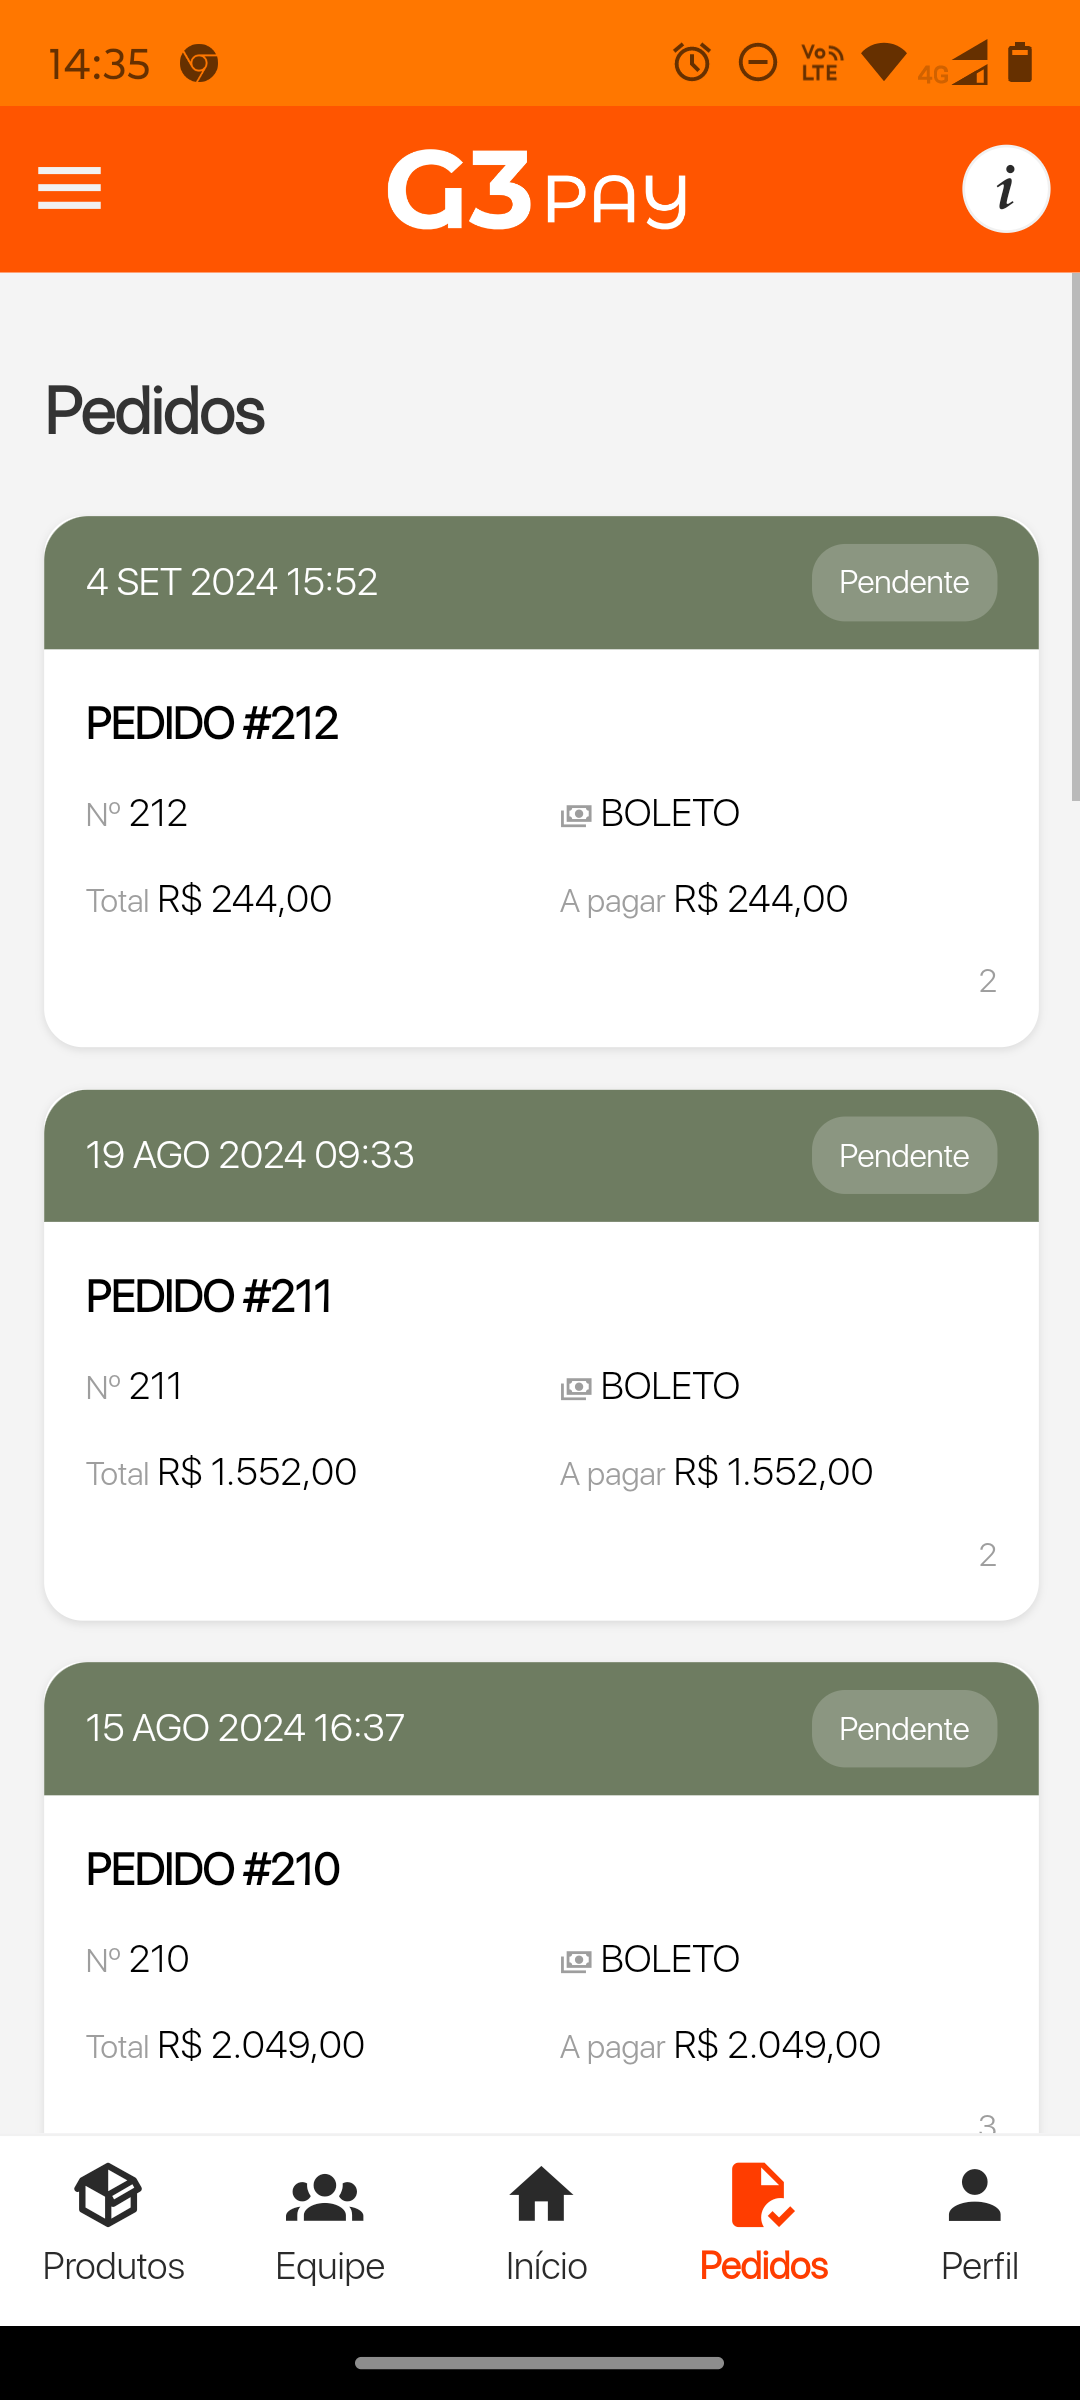 14:35
Vo LTE
4G
G3 PAY
i
Pedidos
4 SET 2024 15:52
Pendente
PEDIDO #212
Nº 212
BOLETO
Total R$ 244,00
A pagar R$ 244,00
2
19 AGO 2024 09:33
Pendente
PEDIDO #211
Nº 211
BOLETO
Total R$ 1.552,00
A pagar R$ 1.552,00
2
15 AGO 2024 16:37
Pendente
PEDIDO #210
Nº 210
BOLETO
Total R$ 2.049,00
A pagar R$ 2.049,00
3
Produtos
Equipe
Início
Pedidos
Perfil